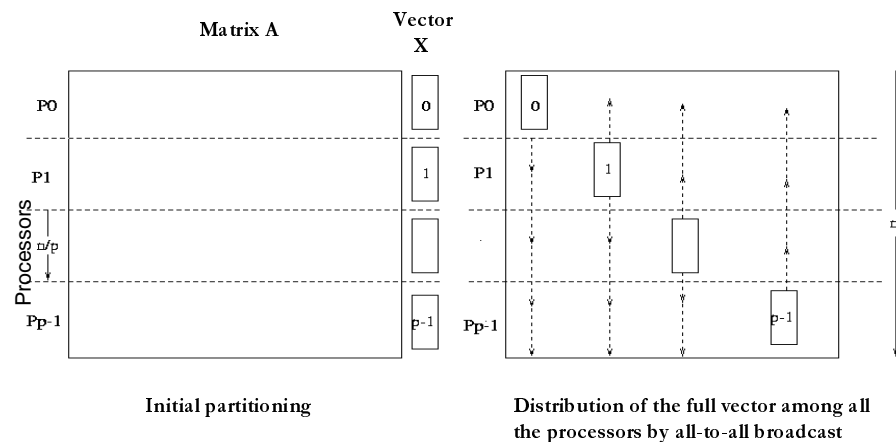 Matrix A
Vector
X
P0
0
P1
1
Processors
n/p
Pp-1
p-1
P0
0
P1
1
Pp-1
p-1
Initial partitioning
Distribution of the full vector among all
the processors by all-to-all broadcast